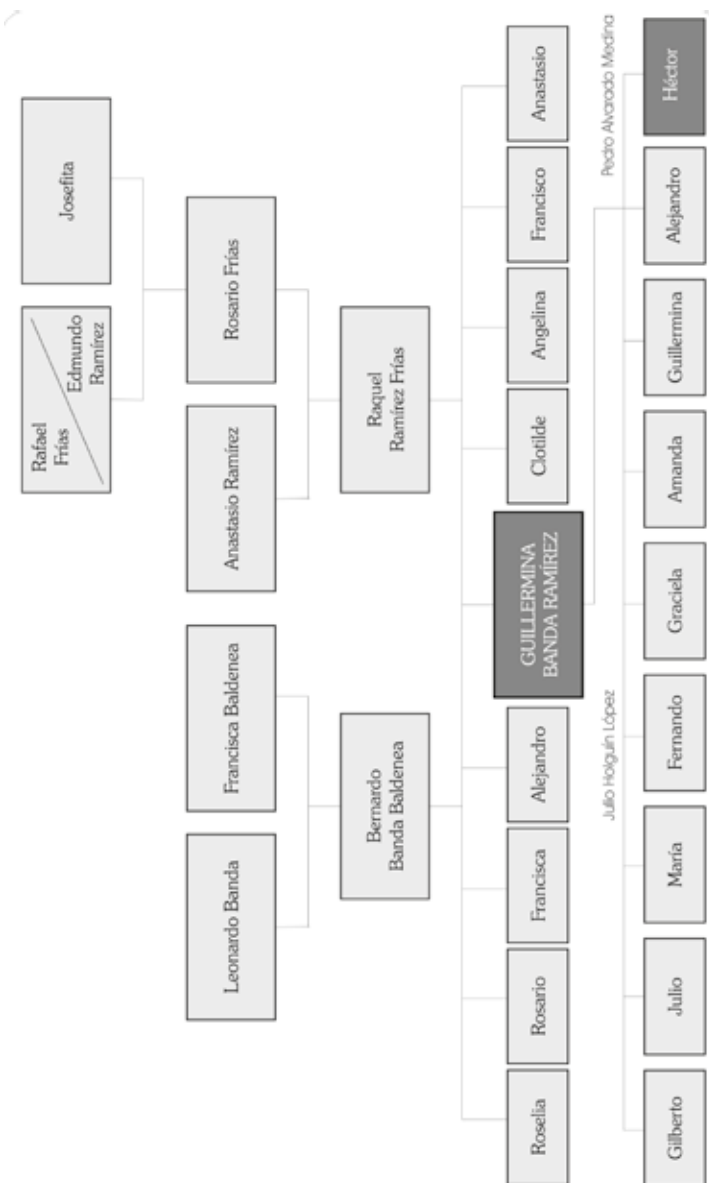 Rafael
Frías
Edmundo
Ramírez
Josefita
Leonardo Banda
Francisca Baldenea
Anastasio Ramírez
Rosario Frías
Bernardo
Banda Baldenea
Raquel
Ramírez Frías
Roselia
Rosario
Francisca
Alejandro
GUILLERMINA
BANDA RAMÍREZ
Clotilde
Angelina
Francisco
Anastasio
Julio Holguín López
Pedro Alvarado Medina
Gilberto
Julio
María
Fernando
Graciela
Amanda
Guillermina
Alejandro
Héctor